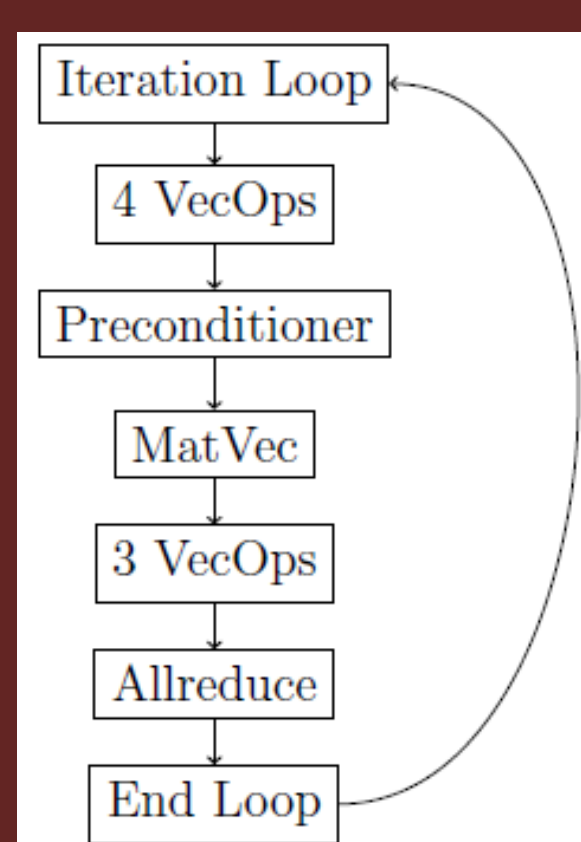 Iteration Loop
4 VecOps
Preconditioner
MatVec
3 VecOps
Allreduce
End Loop